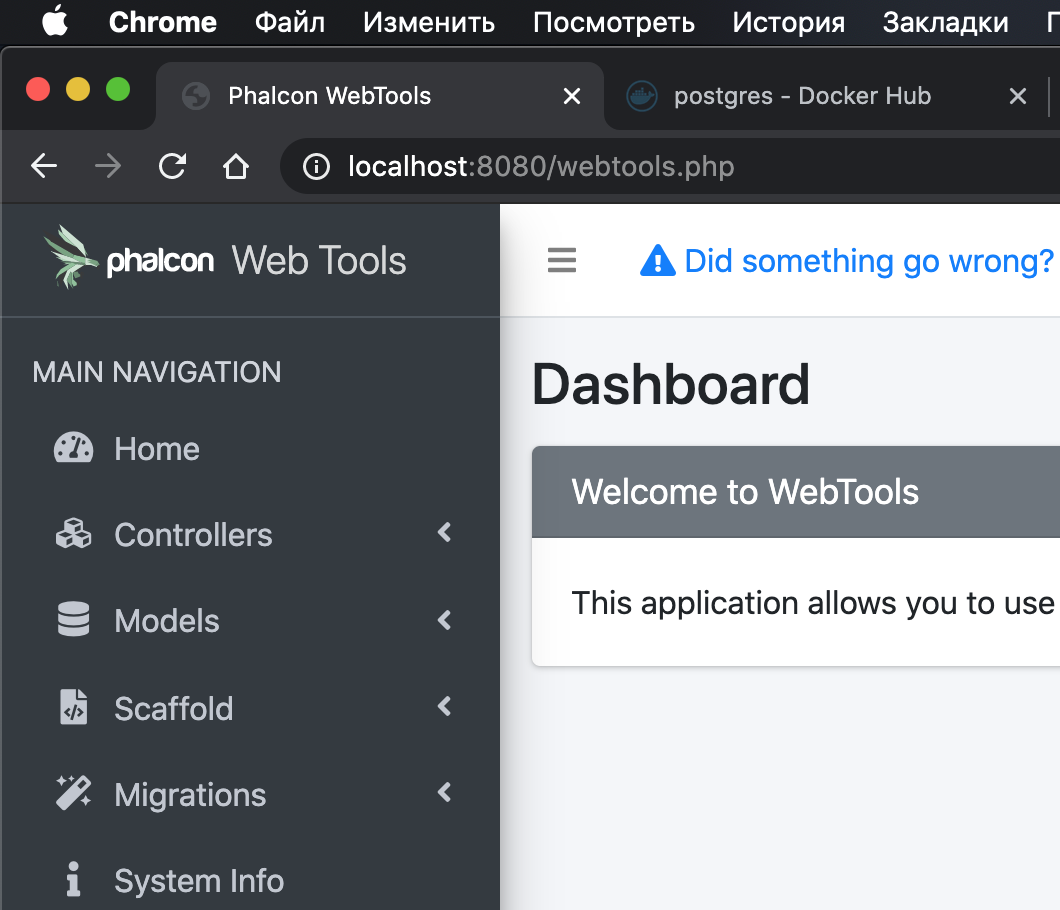 Chrome Файл Изменить Посмотреть История Закладки
Phalcon WebTools postgres - Docker Hub
localhost:8080/webtools.php
phalcon Web Tools
Did something go wrong?
MAIN NAVIGATION
Dashboard
Home
Welcome to WebTools
Controllers
This application allows you to use
Models
Scaffold
Migrations
System Info